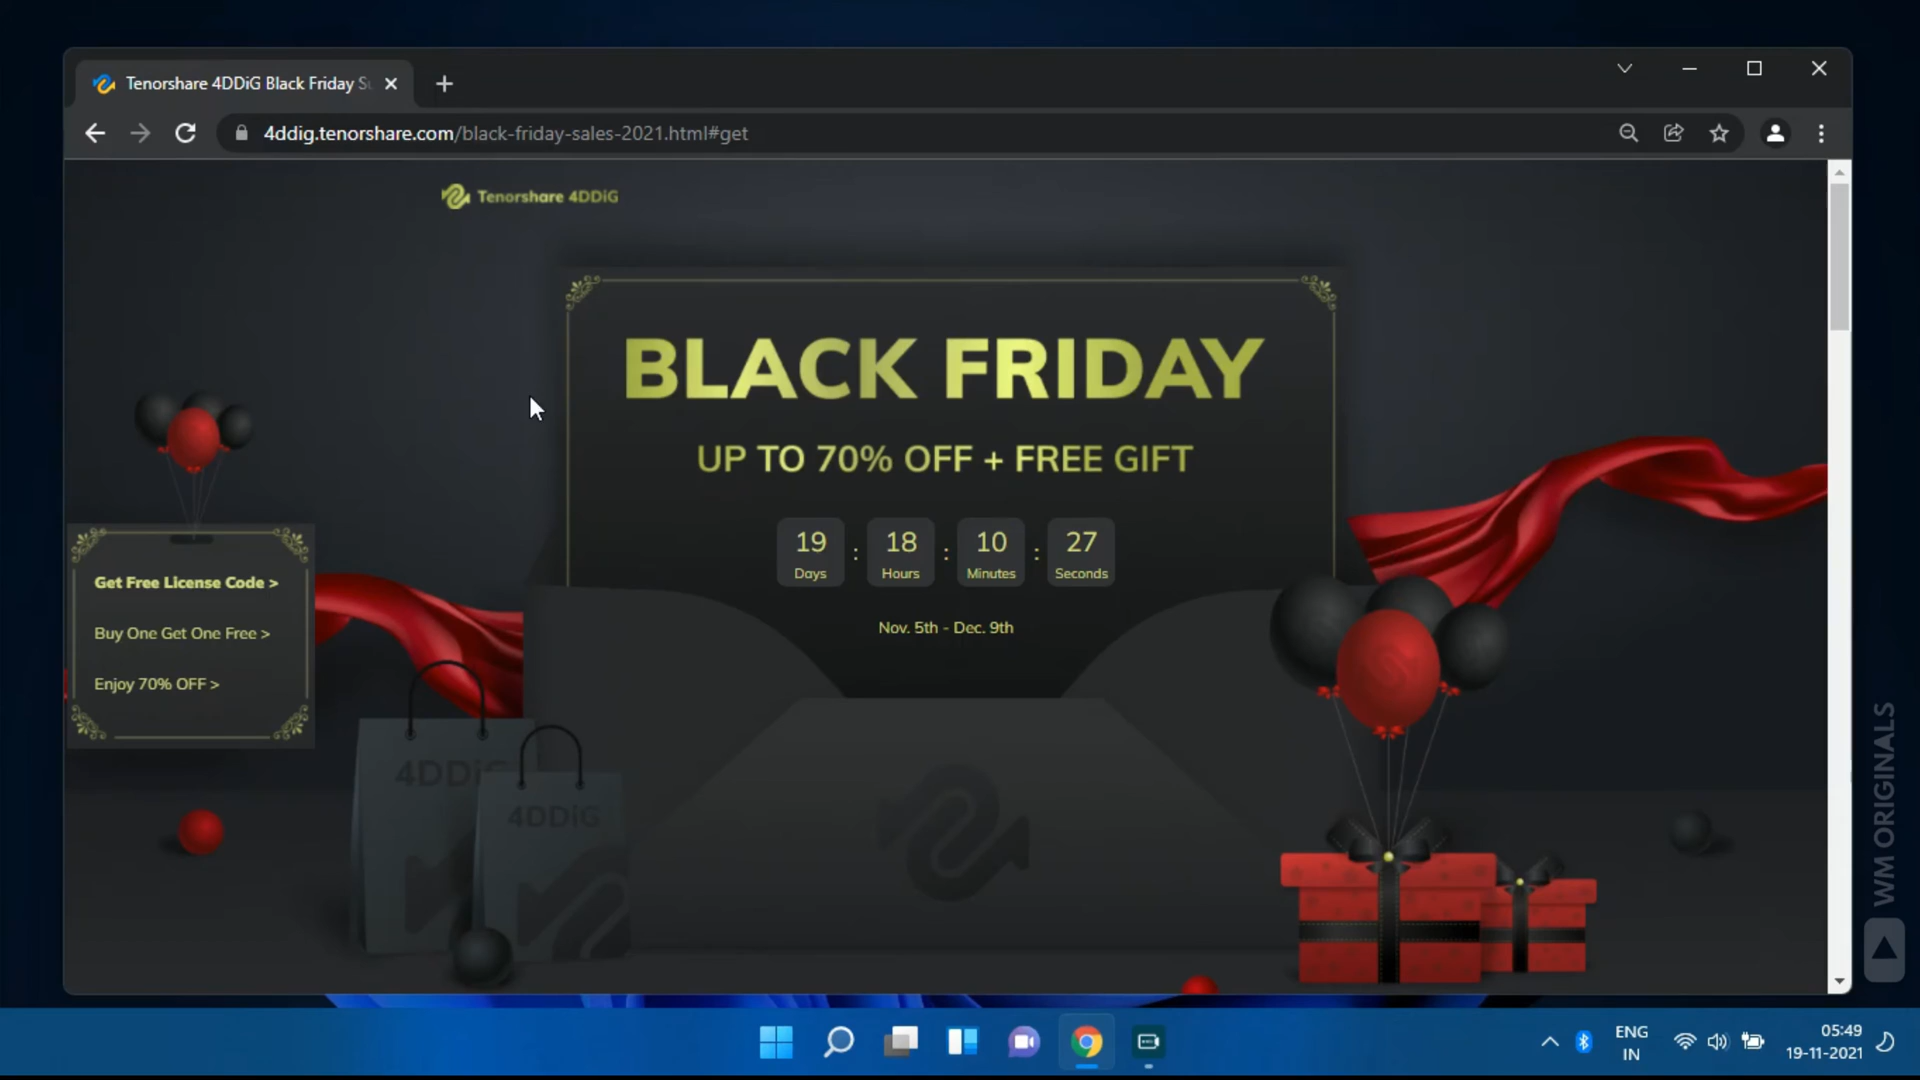 Tenorshare 4DDiG Black Friday S
4ddig.tenorshare.com/black-friday-sales-2021.html#get
Tenorshare 4DDiG
BLACK FRIDAY
UP TO 70% OFF + FREE GIFT
19 : 18 : 10 : 27
Days Hours Minutes Seconds
Nov. 5th - Dec. 9th
Get Free License Code >
Buy One Get One Free >
Enjoy 70% OFF >
4DDiG
4DDiG
WM ORIGINALS
ENG
IN
05:49
19-11-2021